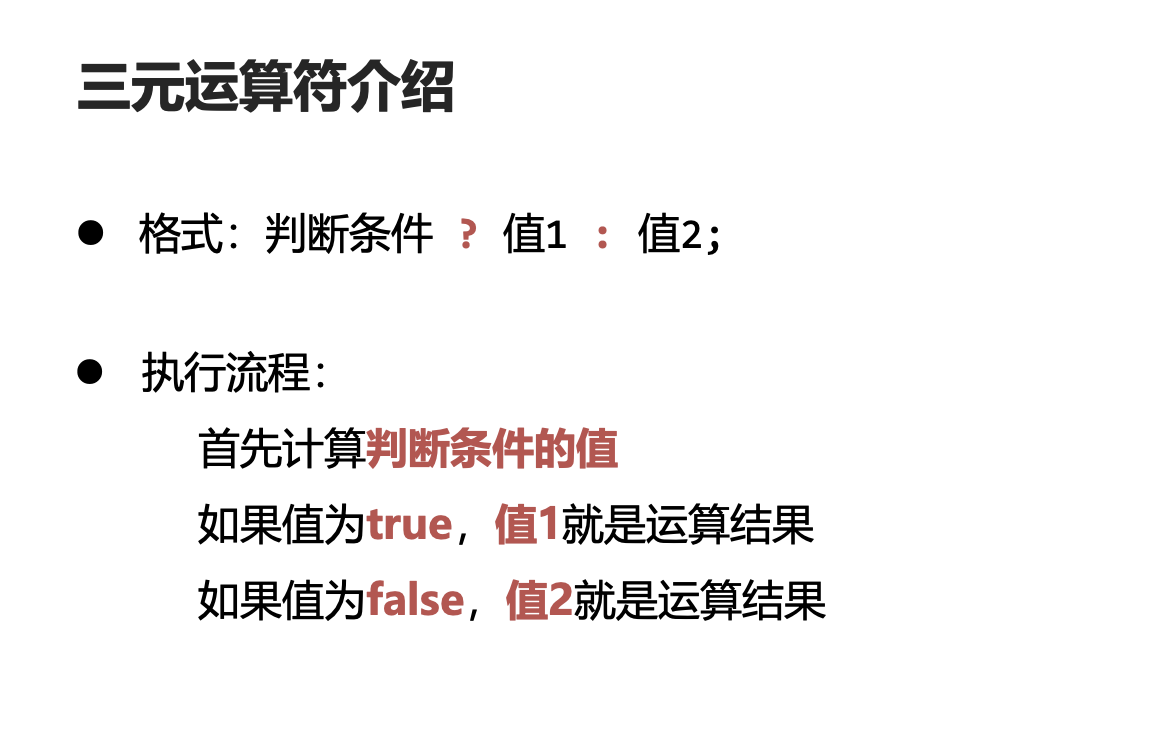 三元运算符介绍
● 格式：判断条件 ? 值1 : 值2;
● 执行流程：
首先计算判断条件的值
如果值为true，值1就是运算结果
如果值为false，值2就是运算结果